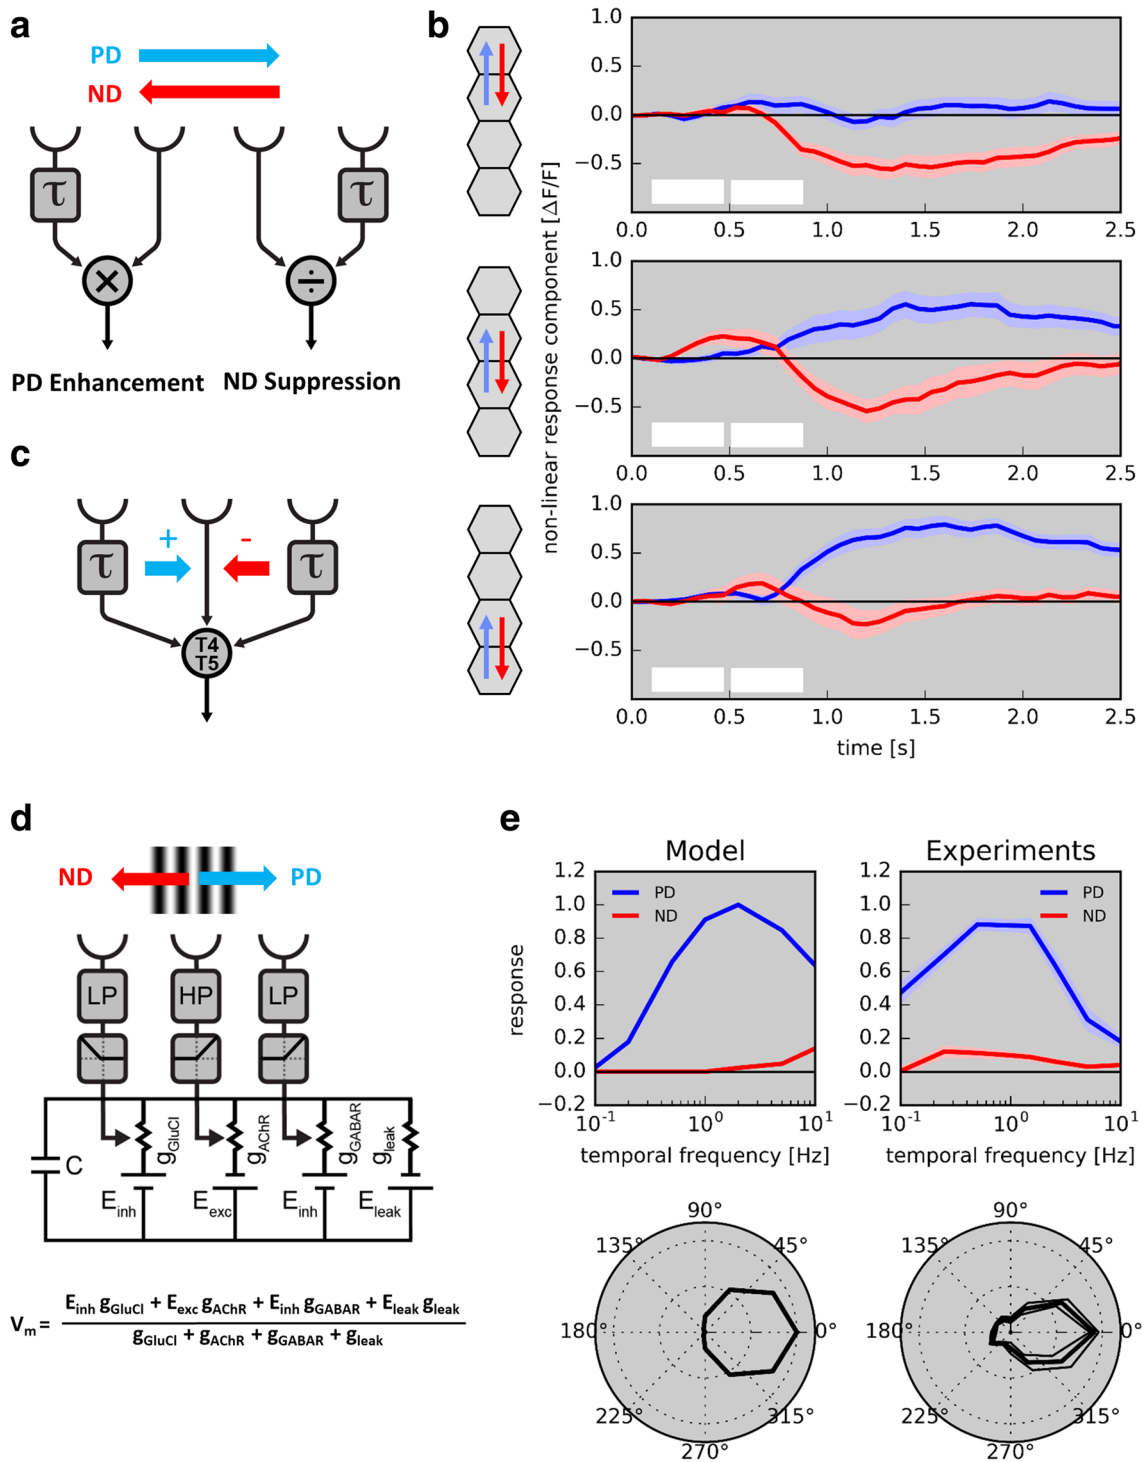 a
PD
ND
τ
τ
×
÷
PD Enhancement
ND Suppression
b
non-linear response component [ΔF/F]
1.0
0.5
0.0
−0.5
0.0
0.5
1.0
1.5
2.0
2.5
1.0
0.5
0.0
−0.5
0.0
0.5
1.0
1.5
2.0
2.5
1.0
0.5
0.0
−0.5
0.0
0.5
1.0
1.5
2.0
2.5
time [s]
c
τ
+
-
τ
T4
T5
d
ND
PD
LP
HP
LP
C
gGluCl
gAChR
gGABAR
gleak
Einh
Eexc
Einh
Eleak
Vm = Einh gGluCl + Eexc gAChR + Einh gGABAR + Eleak gleak
gGluCl + gAChR + gGABAR + gleak
e
Model
1.2
1.0
0.8
0.6
0.4
0.2
0.0
−0.2
response
PD
ND
10⁻¹
10⁰
10¹
temporal frequency [Hz]
Experiments
1.2
1.0
0.8
0.6
0.4
0.2
0.0
−0.2
PD
ND
10⁻¹
10⁰
10¹
temporal frequency [Hz]
90°
135°
45°
180°
0°
225°
315°
270°
90°
135°
45°
180°
0°
225°
315°
270°